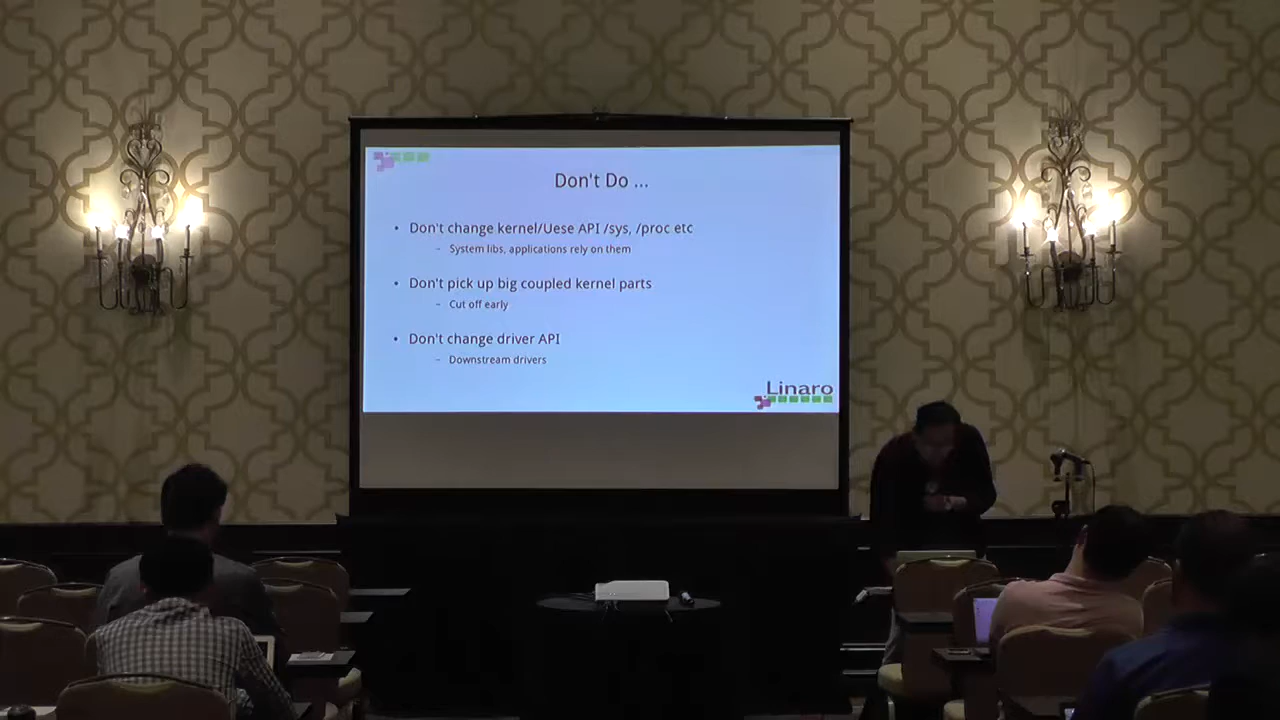 Don't Do ...
• Don't change kernel/Uese API /sys, /proc etc
– System libs, applications rely on them
• Don't pick up big coupled kernel parts
– Cut off early
• Don't change driver API
– Downstream drivers
Linaro